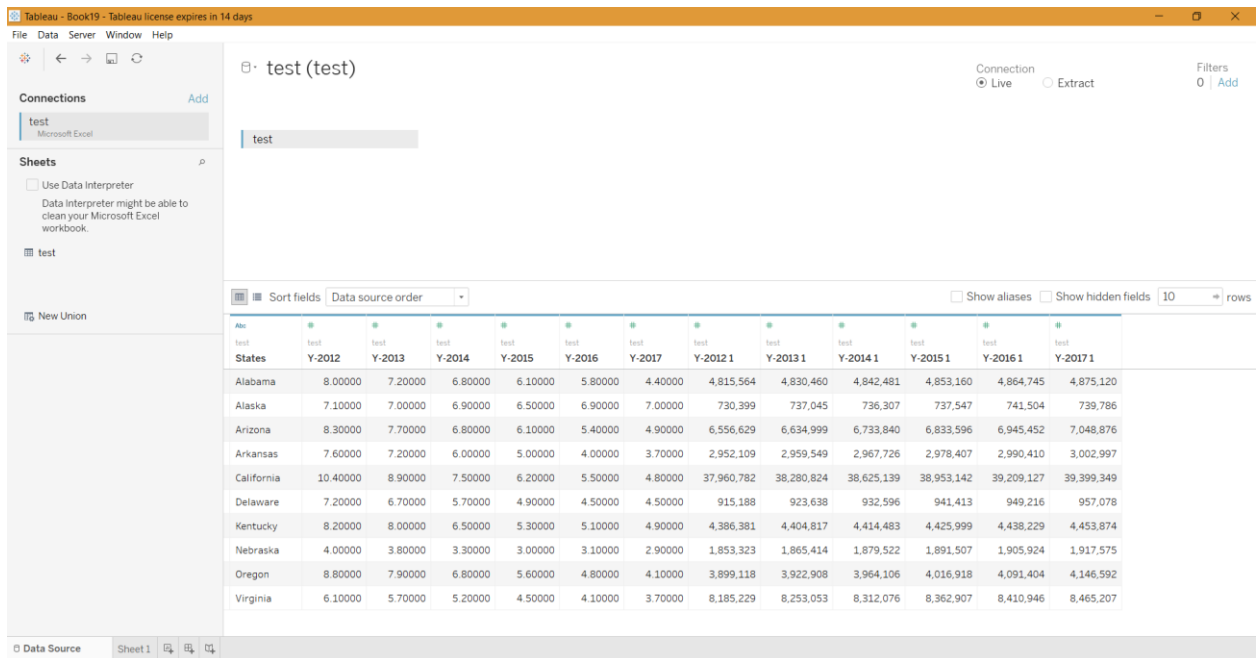 Tableau - Book19 - Tableau license expires in 14 days
File Data Server Window Help
test (test)
Connection
Live Extract
Filters
0 Add
Connections Add
test
Microsoft Excel
test
Sheets
Use Data Interpreter
Data Interpreter might be able to
clean your Microsoft Excel
workbook.
test
New Union
Sort fields Data source order Show aliases Show hidden fields 10 rows
Abc # # # # # # # # # # # #
test test test test test test test test test test test test test
States Y-2012 Y-2013 Y-2014 Y-2015 Y-2016 Y-2017 Y-2012 1 Y-2013 1 Y-2014 1 Y-2015 1 Y-2016 1 Y-2017 1
Alabama 8.00000 7.20000 6.80000 6.10000 5.80000 4.40000 4,815,564 4,830,460 4,842,481 4,853,160 4,864,745 4,875,120
Alaska 7.10000 7.00000 6.90000 6.50000 6.90000 7.00000 730,399 737,045 736,307 737,547 741,504 739,786
Arizona 8.30000 7.70000 6.80000 6.10000 5.40000 4.90000 6,556,629 6,634,999 6,733,840 6,833,596 6,945,452 7,048,876
Arkansas 7.60000 7.20000 6.00000 5.00000 4.00000 3.70000 2,952,109 2,959,549 2,967,726 2,978,407 2,990,410 3,002,997
California 10.40000 8.90000 7.50000 6.20000 5.50000 4.80000 37,960,782 38,280,824 38,625,139 38,953,142 39,209,127 39,399,349
Delaware 7.20000 6.70000 5.70000 4.90000 4.50000 4.50000 915,188 923,638 932,596 941,413 949,216 957,078
Kentucky 8.20000 8.00000 6.50000 5.30000 5.10000 4.90000 4,386,381 4,404,817 4,414,483 4,425,999 4,438,229 4,453,874
Nebraska 4.00000 3.80000 3.30000 3.00000 3.10000 2.90000 1,853,323 1,865,414 1,879,522 1,891,507 1,905,924 1,917,575
Oregon 8.80000 7.90000 6.80000 5.60000 4.80000 4.10000 3,899,118 3,922,908 3,964,106 4,016,918 4,091,404 4,146,592
Virginia 6.10000 5.70000 5.20000 4.50000 4.10000 3.70000 8,185,229 8,253,053 8,312,076 8,362,907 8,410,946 8,465,207
Data Source Sheet 1